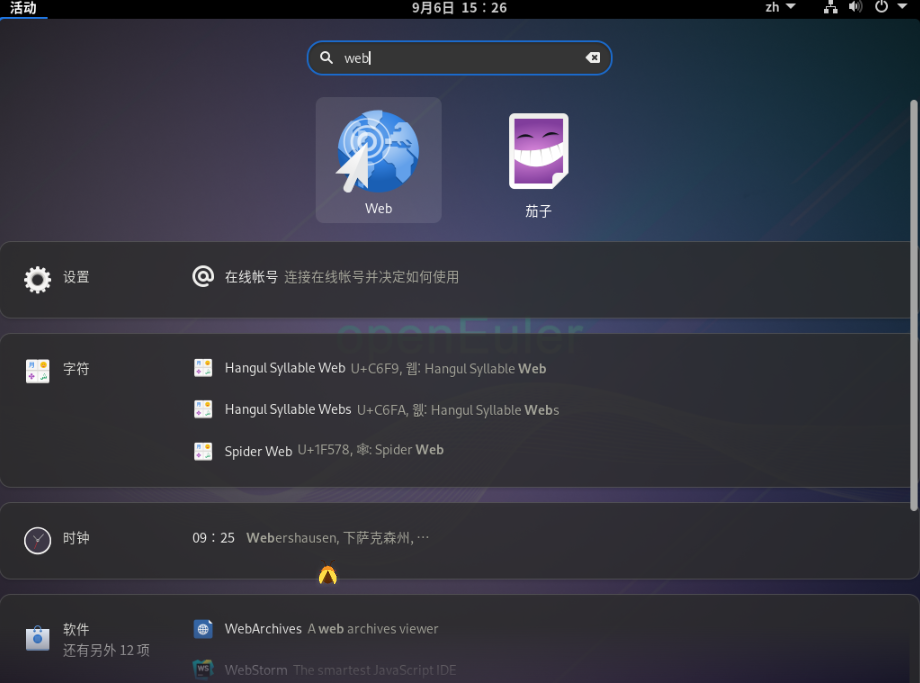 活动
9月6日 15：26
zh
web
Web
茄子
设置
在线帐号 连接在线帐号并决定如何使用
openEuler
字符
Hangul Syllable Web U+C6F9, 웹: Hangul Syllable Web
Hangul Syllable Webs U+C6FA, 웺: Hangul Syllable Webs
Spider Web U+1F578, 🕸: Spider Web
时钟
09：25 Webershausen, 下萨克森州, …
软件
还有另外 12 项
WebArchives A web archives viewer
WS
WebStorm The smartest JavaScript IDE